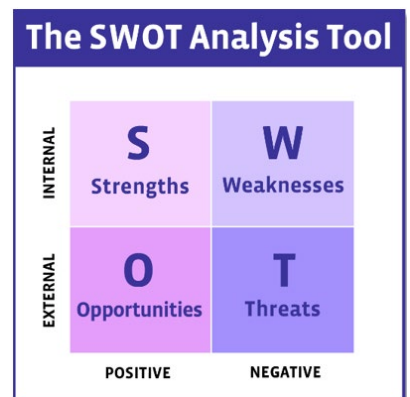 The SWOT Analysis Tool
INTERNAL
S
Strengths
W
Weaknesses
EXTERNAL
O
Opportunities
T
Threats
POSITIVE
NEGATIVE